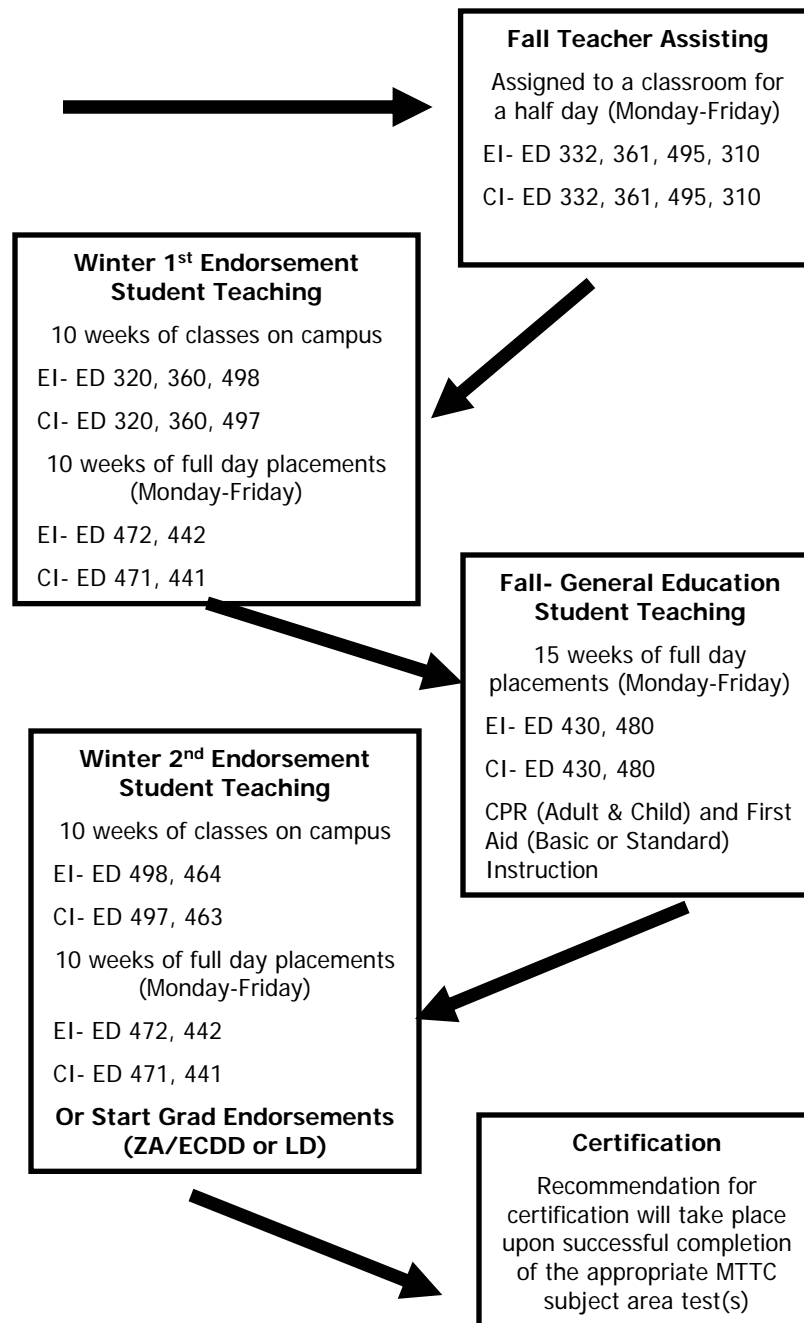 Fall Teacher Assisting
Assigned to a classroom for
a half day (Monday-Friday)
EI- ED 332, 361, 495, 310
CI- ED 332, 361, 495, 310
Winter 1st Endorsement
Student Teaching
10 weeks of classes on campus
EI- ED 320, 360, 498
CI- ED 320, 360, 497
10 weeks of full day placements
(Monday-Friday)
EI- ED 472, 442
CI- ED 471, 441
Fall- General Education
Student Teaching
15 weeks of full day
placements (Monday-Friday)
EI- ED 430, 480
CI- ED 430, 480
CPR (Adult & Child) and First
Aid (Basic or Standard)
Instruction
Winter 2nd Endorsement
Student Teaching
10 weeks of classes on campus
EI- ED 498, 464
CI- ED 497, 463
10 weeks of full day placements
(Monday-Friday)
EI- ED 472, 442
CI- ED 471, 441
Or Start Grad Endorsements
(ZA/ECDD or LD)
Certification
Recommendation for
certification will take place
upon successful completion
of the appropriate MTTC
subject area test(s)